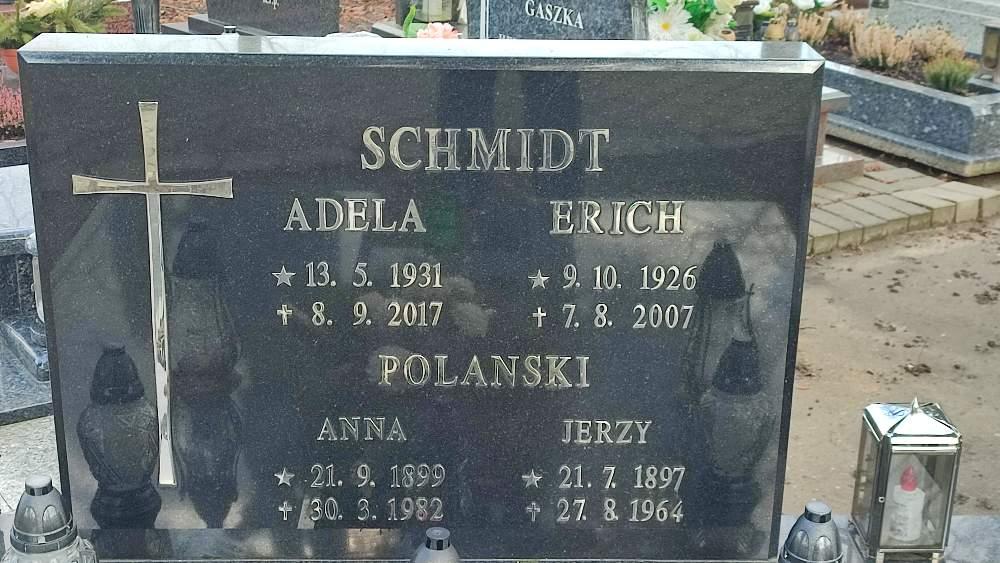 GASZKA
SCHMIDT
ADELA ERICH
★ 13. 5. 1931 ★ 9. 10. 1926
✝ 8. 9. 2017 ✝ 7. 8. 2007
POLANSKI
ANNA JERZY
★ 21. 9. 1899 ★ 21. 7. 1897
✝ 30. 3. 1982 ✝ 27. 8. 1964